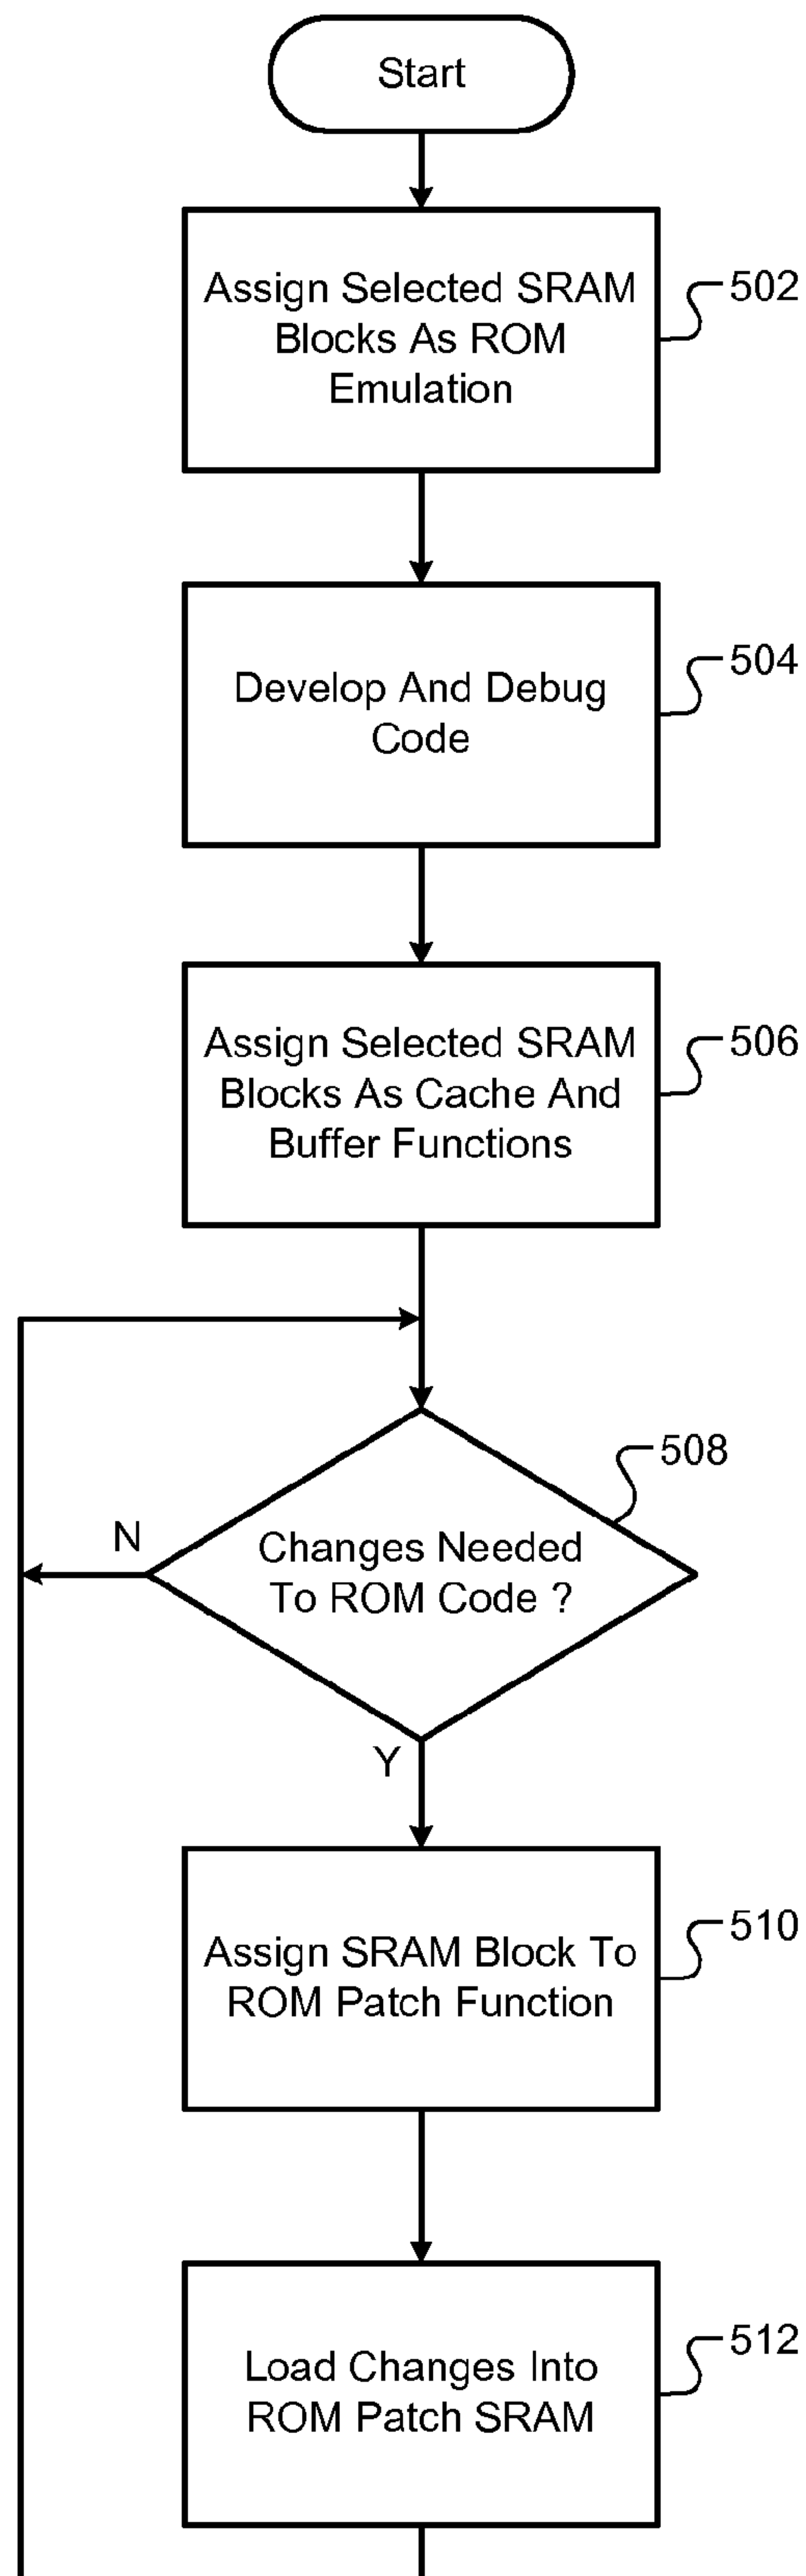 Start
Assign Selected SRAM
Blocks As ROM
Emulation
502
Develop And Debug
Code
504
Assign Selected SRAM
Blocks As Cache And
Buffer Functions
506
508
N
Changes Needed
To ROM Code ?
Y
Assign SRAM Block To
ROM Patch Function
510
Load Changes Into
ROM Patch SRAM
512